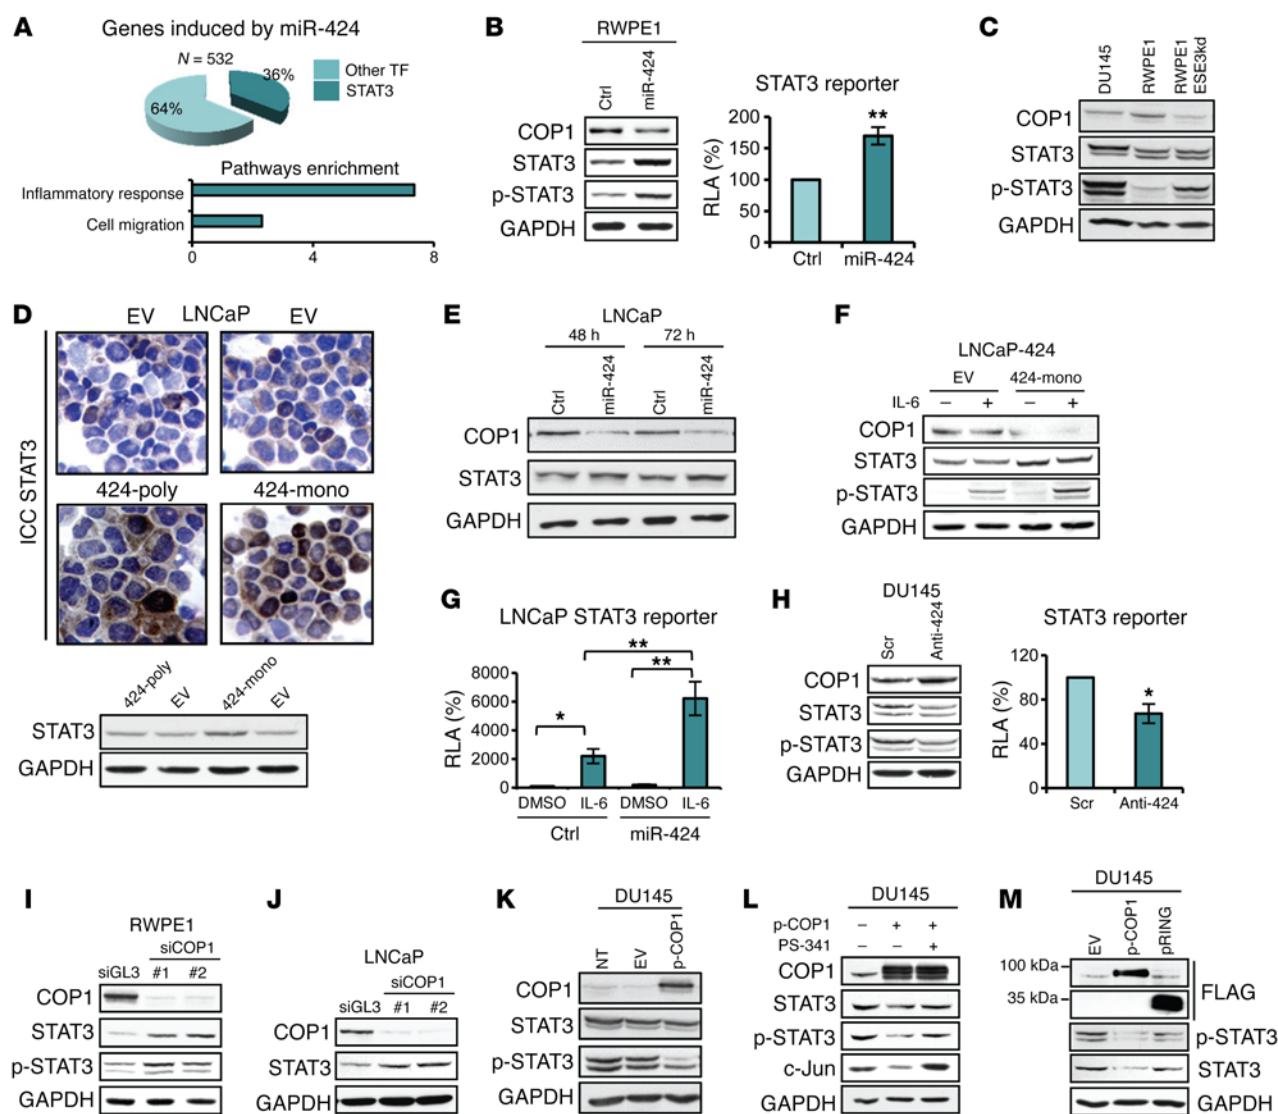 A
Genes induced by miR-424
N = 532
36%
64%
Other TF
STAT3
Pathways enrichment
Inflammatory response
Cell migration
0 4 8
B
RWPE1
Ctrl
miR-424
COP1
STAT3
p-STAT3
GAPDH
STAT3 reporter
**
RLA (%)
200
150
100
50
0
Ctrl miR-424
C
DU145
RWPE1
RWPE1
ESE3kd
COP1
STAT3
p-STAT3
GAPDH
D
LNCaP
EV EV
ICC STAT3
424-poly 424-mono
424-poly EV 424-mono EV
STAT3
GAPDH
E
LNCaP
48 h 72 h
Ctrl miR-424 Ctrl miR-424
COP1
STAT3
GAPDH
F
LNCaP-424
EV 424-mono
IL-6 – + – +
COP1
STAT3
p-STAT3
GAPDH
G
LNCaP STAT3 reporter
**
**
*
RLA (%)
8000
6000
4000
2000
0
DMSO IL-6 DMSO IL-6
Ctrl miR-424
H
DU145
Scr Anti-424
COP1
STAT3
p-STAT3
GAPDH
STAT3 reporter
*
RLA (%)
120
80
40
0
Scr Anti-424
I
RWPE1
siCOP1
siGL3 #1 #2
COP1
STAT3
p-STAT3
GAPDH
J
LNCaP
siCOP1
siGL3 #1 #2
COP1
STAT3
GAPDH
K
DU145
NT EV p-COP1
COP1
STAT3
p-STAT3
GAPDH
L
DU145
p-COP1 – + +
PS-341 – – +
COP1
STAT3
p-STAT3
c-Jun
GAPDH
M
DU145
EV p-COP1 pRING
100 kDa
35 kDa
FLAG
p-STAT3
STAT3
GAPDH